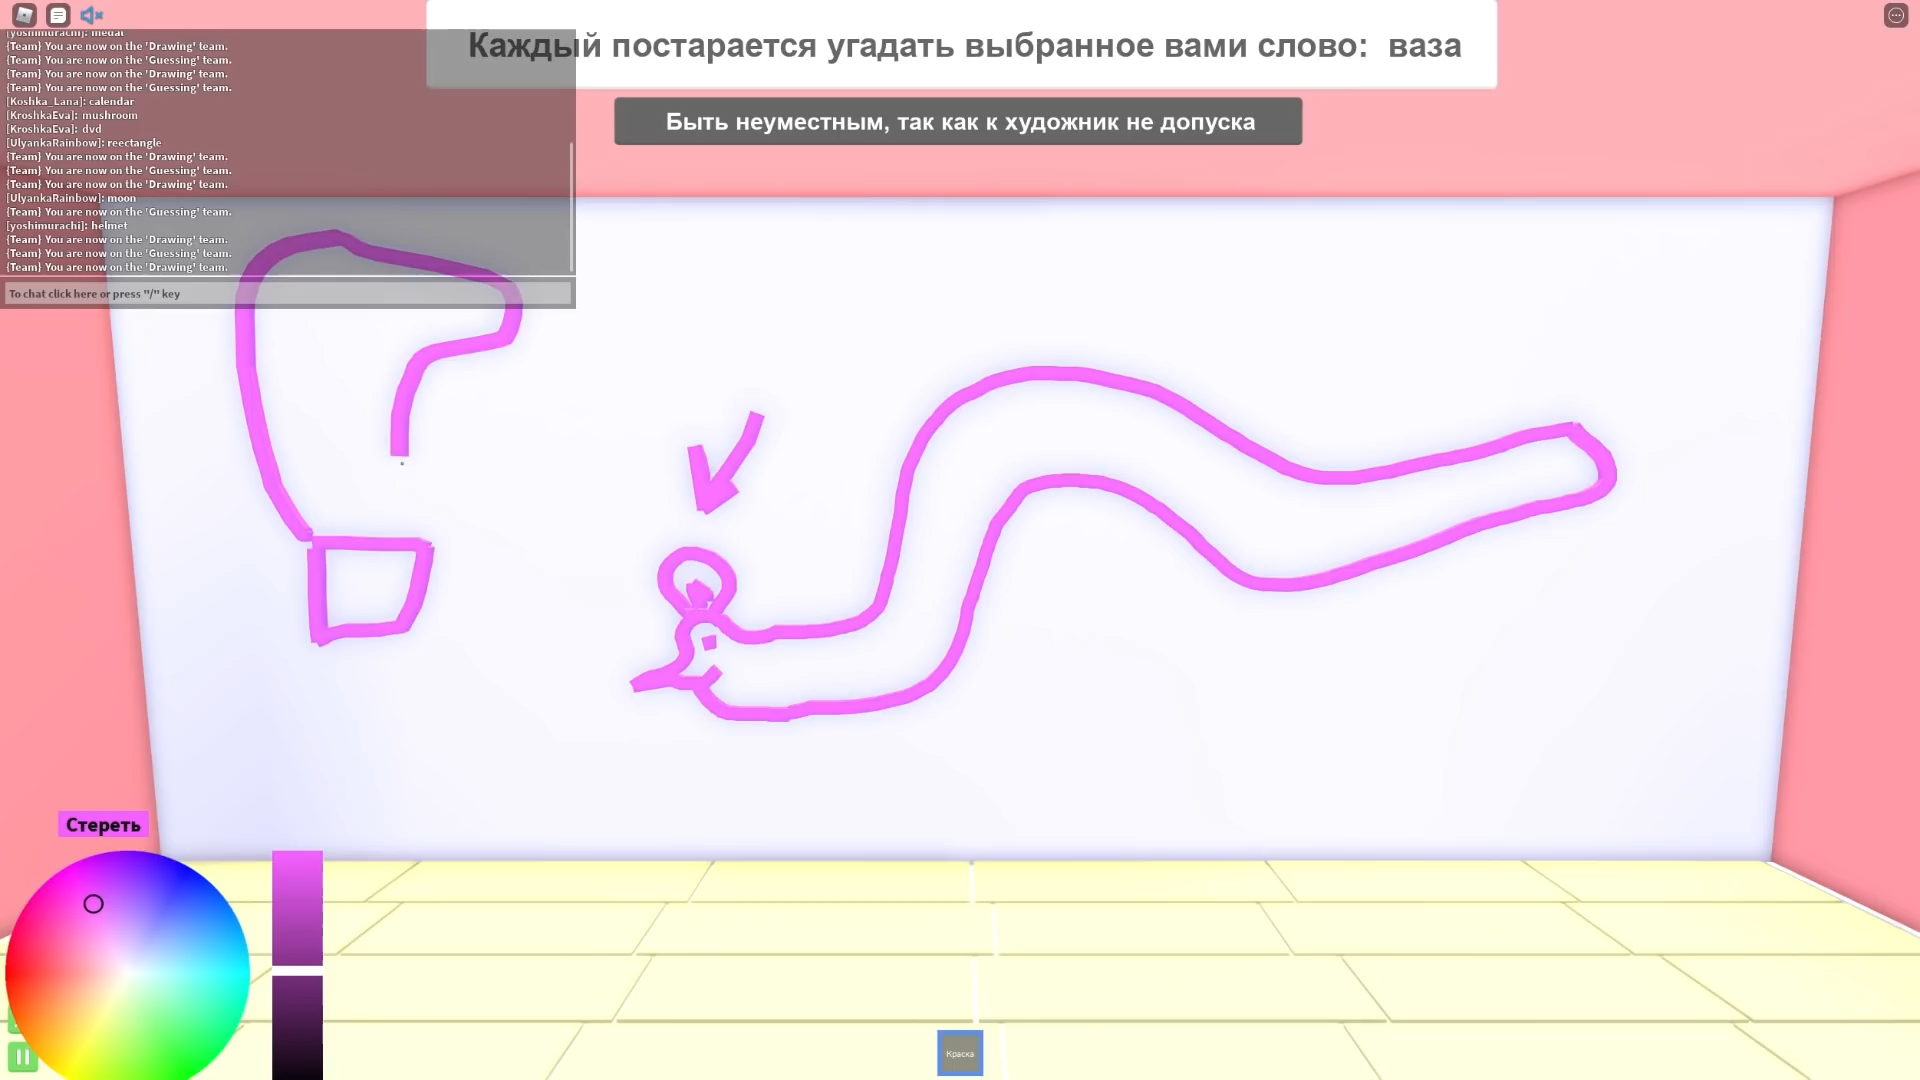 [yoshimurachi]: medal
{Team} You are now on the 'Drawing' team.
{Team} You are now on the 'Guessing' team.
{Team} You are now on the 'Drawing' team.
{Team} You are now on the 'Guessing' team.
[Koshka_Lana]: calendar
[KroshkaEva]: mushroom
[KroshkaEva]: dvd
[UlyankaRainbow]: reectangle
{Team} You are now on the 'Drawing' team.
{Team} You are now on the 'Guessing' team.
{Team} You are now on the 'Drawing' team.
[UlyankaRainbow]: moon
{Team} You are now on the 'Guessing' team.
[yoshimurachi]: helmet
{Team} You are now on the 'Drawing' team.
{Team} You are now on the 'Guessing' team.
{Team} You are now on the 'Drawing' team.
To chat click here or press "/" key
Каждый постарается угадать выбранное вами слово: ваза
Быть неуместным, так как к художник не допуска
Стереть
Краска